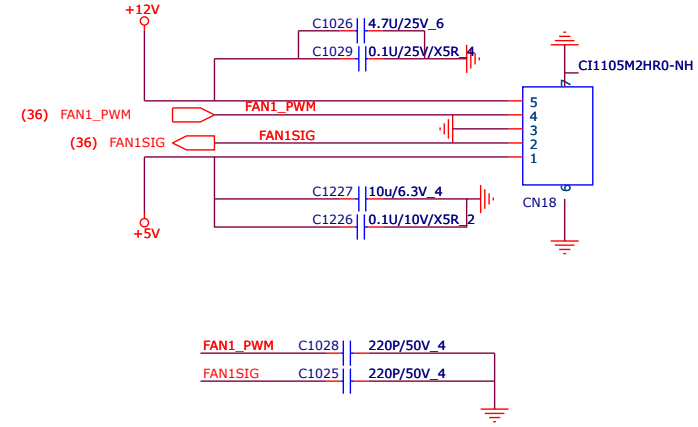 +12V
C1026 4.7U/25V_6
C1029 0.1U/25V/X5R_4
CI1105M2HR0-NH
7
(36) FAN1_PWM FAN1_PWM
(36) FAN1SIG FAN1SIG
5
4
3
2
1
6
CN18
C1227 10u/6.3V_4
C1226 0.1U/10V/X5R_2
+5V
FAN1_PWM C1028 220P/50V_4
FAN1SIG C1025 220P/50V_4